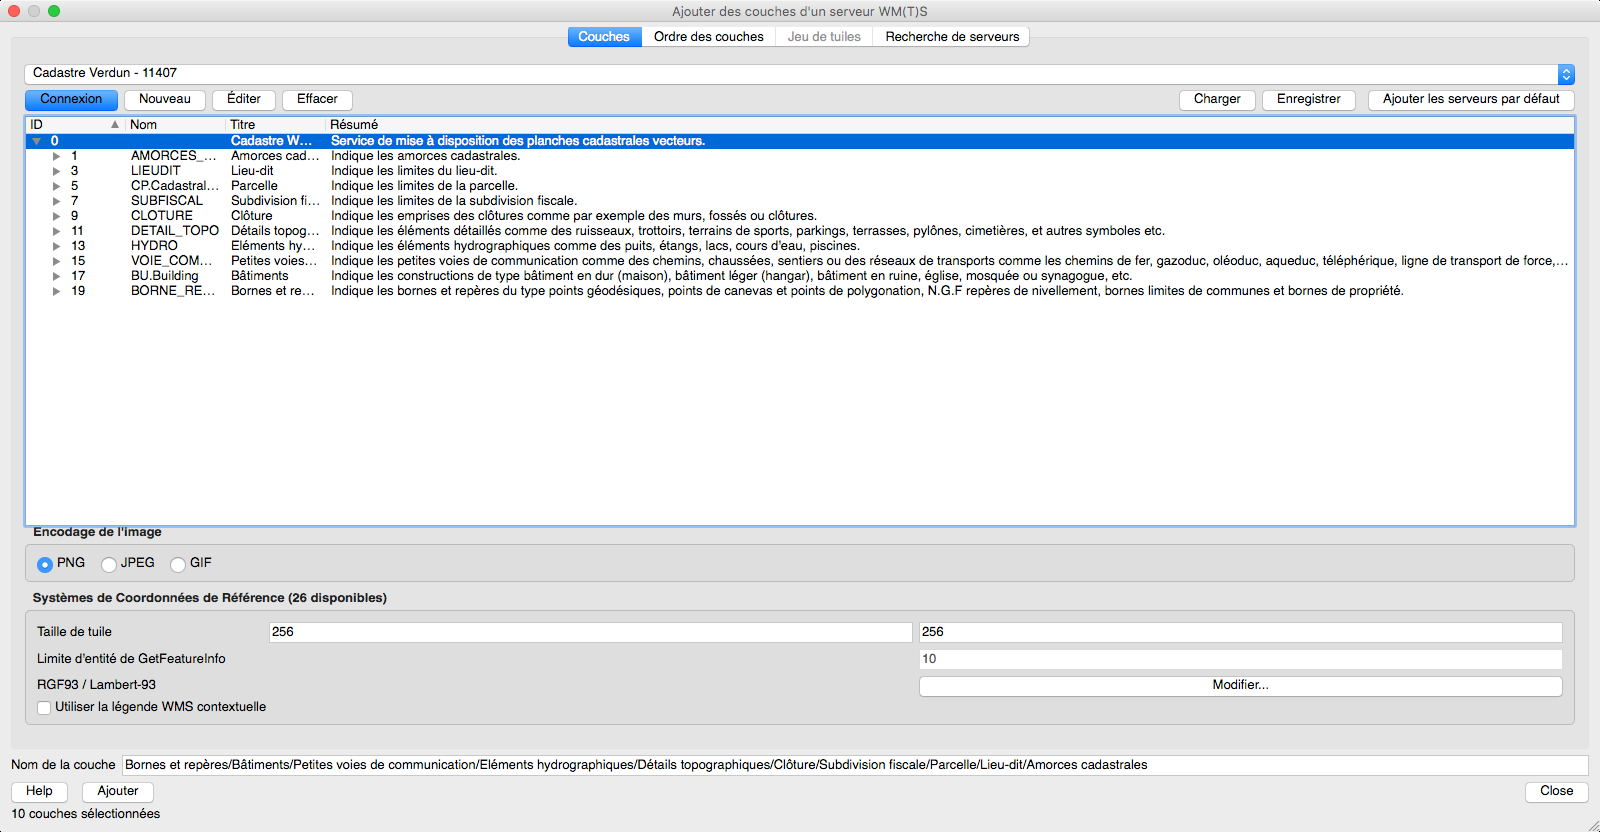 Ajouter des couches d'un serveur WM(T)S
Couches Ordre des couches Jeu de tuiles Recherche de serveurs
Cadastre Verdun - 11407
Connexion Nouveau Éditer Effacer Charger Enregistrer Ajouter les serveurs par défaut
ID Nom Titre Résumé
0 Cadastre W... Service de mise à disposition des planches cadastrales vecteurs.
1 AMORCES_... Amorces cad... Indique les amorces cadastrales.
3 LIEUDIT Lieu-dit Indique les limites du lieu-dit.
5 CP.Cadastral... Parcelle Indique les limites de la parcelle.
7 SUBFISCAL Subdivision fi... Indique les limites de la subdivision fiscale.
9 CLOTURE Clôture Indique les emprises des clôtures comme par exemple des murs, fossés ou clôtures.
11 DETAIL_TOPO Détails topog... Indique les éléments détaillés comme des ruisseaux, trottoirs, terrains de sports, parkings, terrasses, pylônes, cimetières, et autres symboles etc.
13 HYDRO Eléments hy... Indique les éléments hydrographiques comme des puits, étangs, lacs, cours d'eau, piscines.
15 VOIE_COM... Petites voies... Indique les petites voies de communication comme des chemins, chaussées, sentiers ou des réseaux de transports comme les chemins de fer, gazoduc, oléoduc, aqueduc, téléphérique, ligne de transport de force,...
17 BU.Building Bâtiments Indique les constructions de type bâtiment en dur (maison), bâtiment léger (hangar), bâtiment en ruine, église, mosquée ou synagogue, etc.
19 BORNE_RE... Bornes et re... Indique les bornes et repères du type points géodésiques, points de canevas et points de polygonation, N.G.F repères de nivellement, bornes limites de communes et bornes de propriété.
Encodage de l'image
PNG JPEG GIF
Systèmes de Coordonnées de Référence (26 disponibles)
Taille de tuile 256 256
Limite d'entité de GetFeatureInfo 10
RGF93 / Lambert-93 Modifier...
Utiliser la légende WMS contextuelle
Nom de la couche Bornes et repères/Bâtiments/Petites voies de communication/Eléments hydrographiques/Détails topographiques/Clôture/Subdivision fiscale/Parcelle/Lieu-dit/Amorces cadastrales
Help Ajouter Close
10 couches sélectionnées